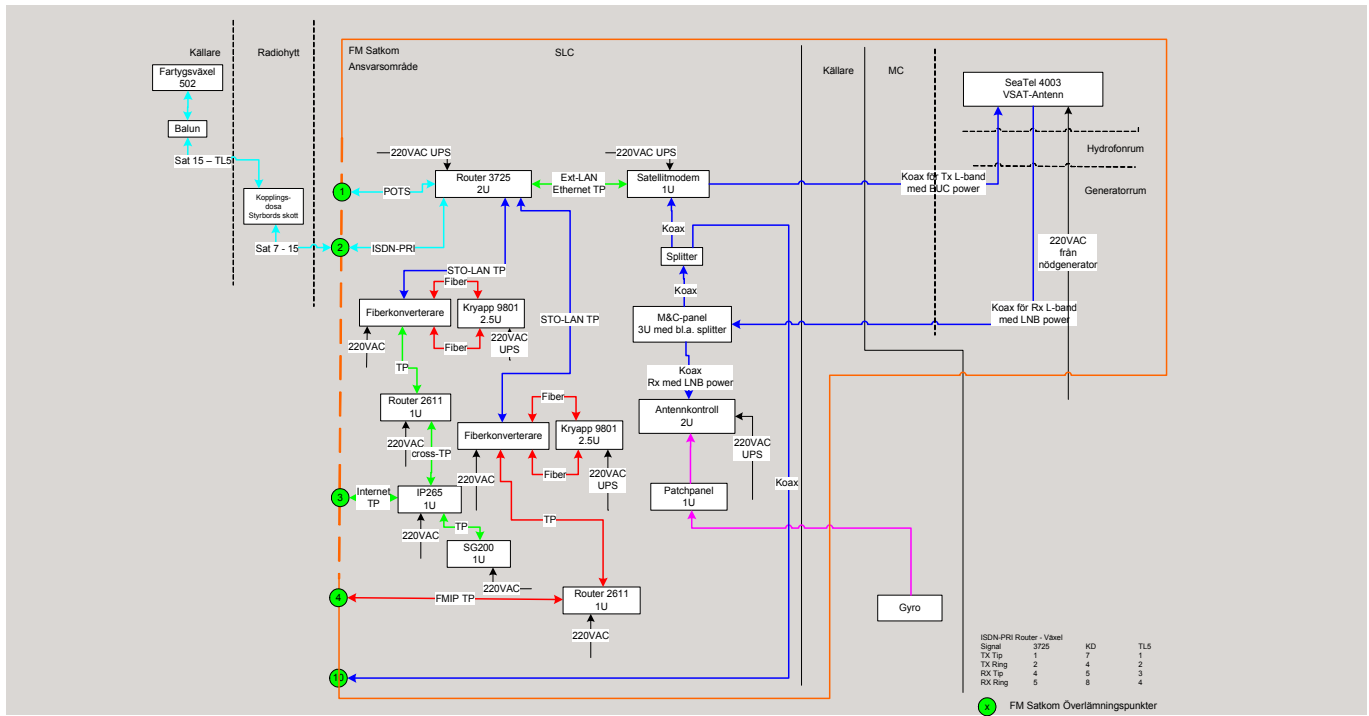 Källare
Radiohytt
FM Satkom
Ansvarsområde
SLC
Källare
MC
Fartygsväxel
502
Balun
Sat 15 – TL5
Kopplings-
dosa
Styrbords skott
Sat 7 - 15
1
POTS
2
ISDN-PRI
220VAC UPS
Router 3725
2U
Ext-LAN
Ethernet TP
220VAC UPS
Satellitmodem
1U
Koax för Tx L-band
med BUC power
SeaTel 4003
VSAT-Antenn
Hydrofonrum
Generatorrum
220VAC
från
nödgenerator
Koax
Splitter
Koax
M&C-panel
3U med bl.a. splitter
Koax för Rx L-band
med LNB power
STO-LAN TP
Fiber
Fiberkonverterare
Kryapp 9801
2.5U
Fiber
220VAC
220VAC
UPS
STO-LAN TP
TP
Router 2611
1U
220VAC
cross-TP
Koax
Rx med LNB power
Antennkontroll
2U
220VAC
UPS
Fiber
Fiberkonverterare
Kryapp 9801
2.5U
Fiber
220VAC
220VAC
UPS
Koax
3
Internet
TP
IP265
1U
220VAC
TP
SG200
1U
220VAC
TP
Patchpanel
1U
4
FMIP TP
Router 2611
1U
220VAC
Gyro
10
ISDN-PRI Router - Växel
Signal 3725 KD TL5
TX Tip 1 7 1
TX Ring 2 4 2
RX Tip 4 5 3
RX Ring 5 8 4
x FM Satkom Överlämningspunkter